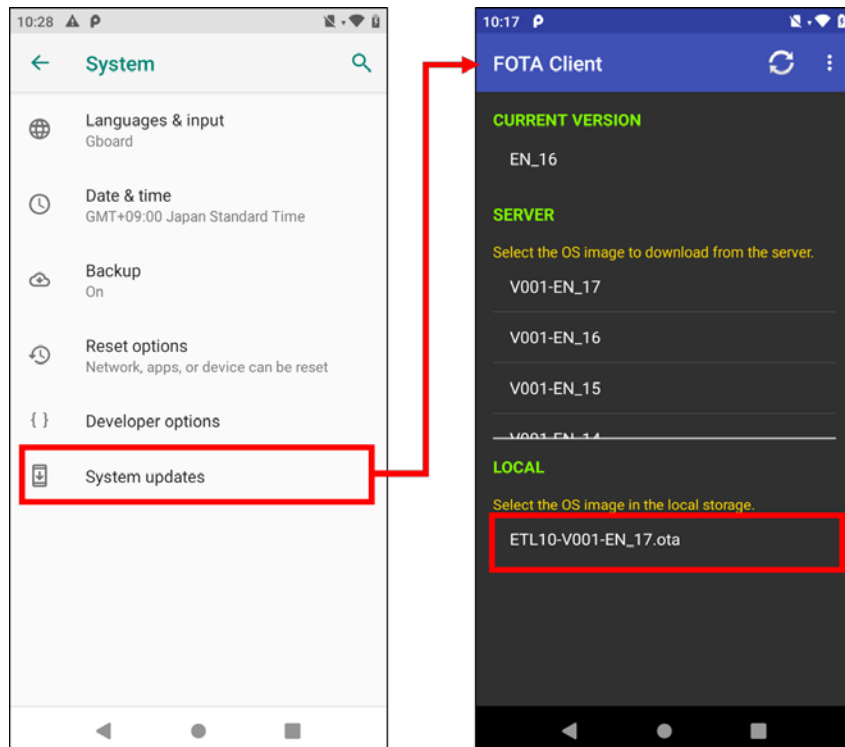 10:28
System
Languages & input
Gboard
Date & time
GMT+09:00 Japan Standard Time
Backup
On
Reset options
Network, apps, or device can be reset
{ } Developer options
System updates
10:17
FOTA Client
CURRENT VERSION
EN_16
SERVER
Select the OS image to download from the server.
V001-EN_17
V001-EN_16
V001-EN_15
V001-EN_14
LOCAL
Select the OS image in the local storage.
ETL10-V001-EN_17.ota